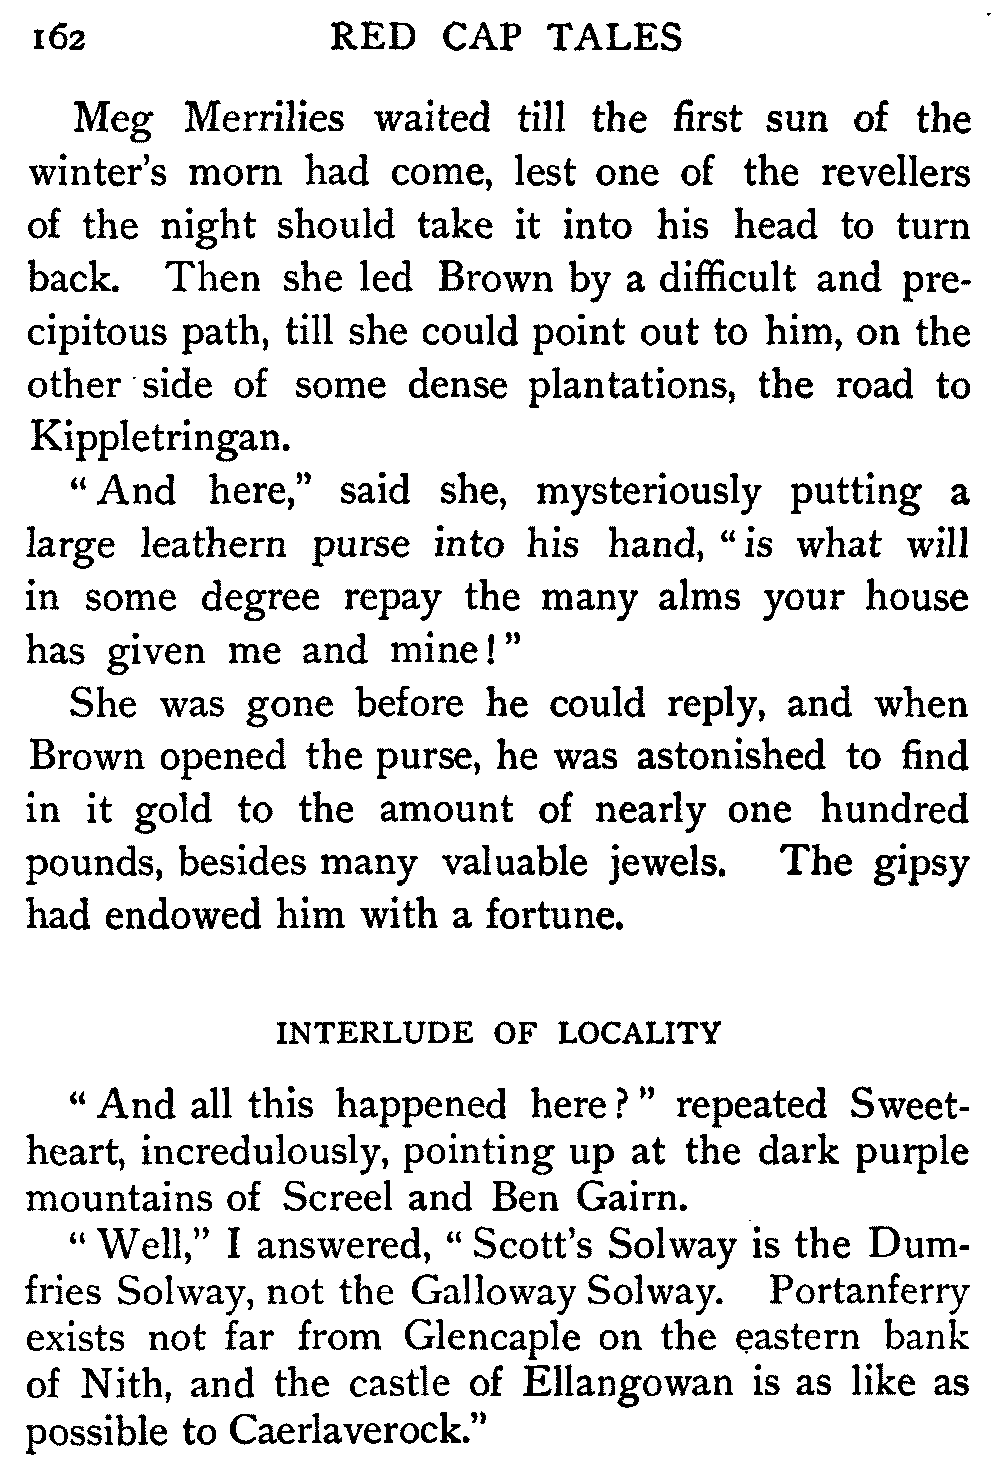 162 RED CAP TALES
Meg Merrilies waited till the first sun of the
winter's morn had come, lest one of the revellers
of the night should take it into his head to turn
back. Then she led Brown by a difficult and pre-
cipitous path, till she could point out to him, on the
other side of some dense plantations, the road to
Kippletringan.
“And here,” said she, mysteriously putting a
large leathern purse into his hand, “is what will
in some degree repay the many alms your house
has given me and mine!”
She was gone before he could reply, and when
Brown opened the purse, he was astonished to find
in it gold to the amount of nearly one hundred
pounds, besides many valuable jewels. The gipsy
had endowed him with a fortune.
INTERLUDE OF LOCALITY
“And all this happened here?” repeated Sweet-
heart, incredulously, pointing up at the dark purple
mountains of Screel and Ben Gairn.
“Well,” I answered, “Scott's Solway is the Dum-
fries Solway, not the Galloway Solway. Portanferry
exists not far from Glencaple on the eastern bank
of Nith, and the castle of Ellangowan is as like as
possible to Caerlaverock.”